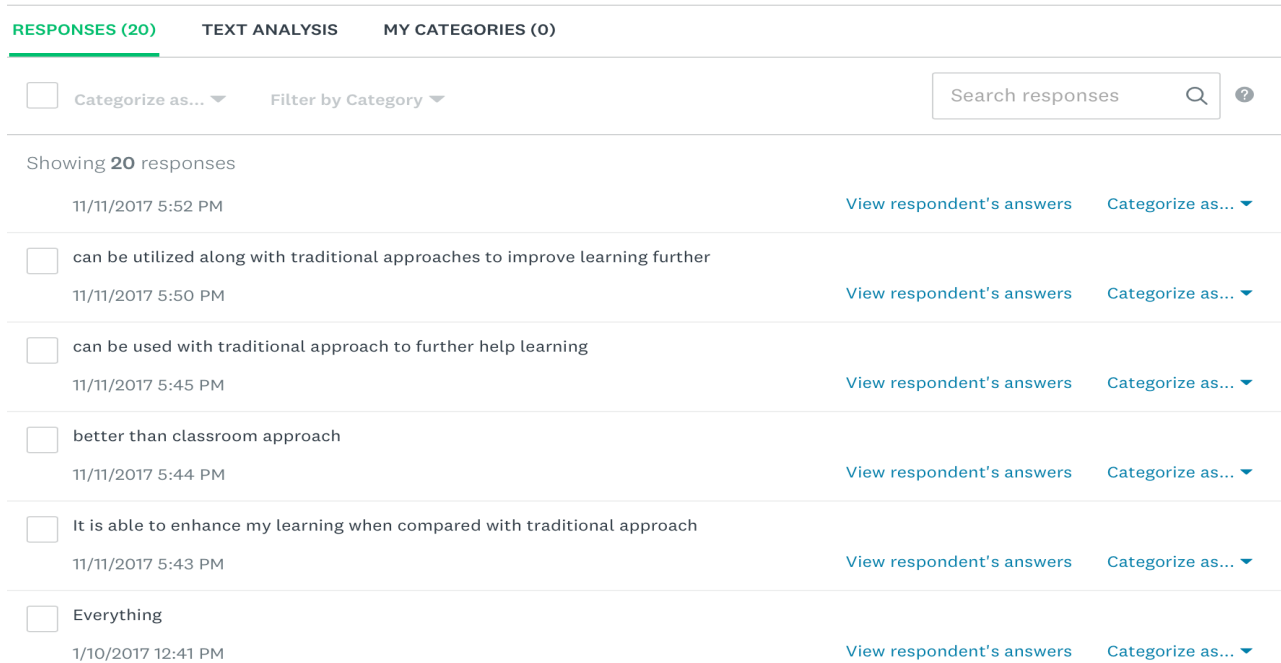 RESPONSES (20) TEXT ANALYSIS MY CATEGORIES (0)
Categorize as... Filter by Category Search responses ?
Showing 20 responses
11/11/2017 5:52 PM View respondent's answers Categorize as...
can be utilized along with traditional approaches to improve learning further
11/11/2017 5:50 PM View respondent's answers Categorize as...
can be used with traditional approach to further help learning
11/11/2017 5:45 PM View respondent's answers Categorize as...
better than classroom approach
11/11/2017 5:44 PM View respondent's answers Categorize as...
It is able to enhance my learning when compared with traditional approach
11/11/2017 5:43 PM View respondent's answers Categorize as...
Everything
1/10/2017 12:41 PM View respondent's answers Categorize as...